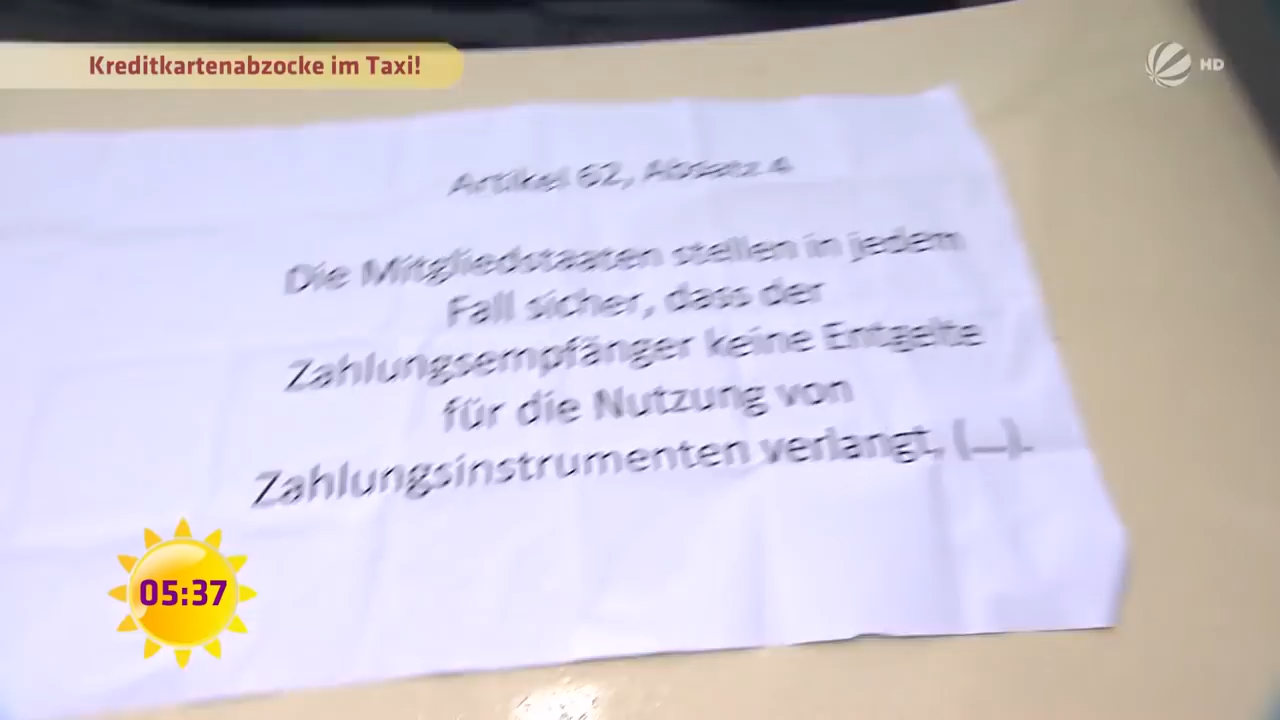 Kreditkartenabzocke im Taxi!
HD
Artikel 62, Absatz 4
Die Mitgliedstaaten stellen in jedem
Fall sicher, dass der
Zahlungsempfänger keine Entgelte
für die Nutzung von
Zahlungsinstrumenten verlangt, (...).
05:37